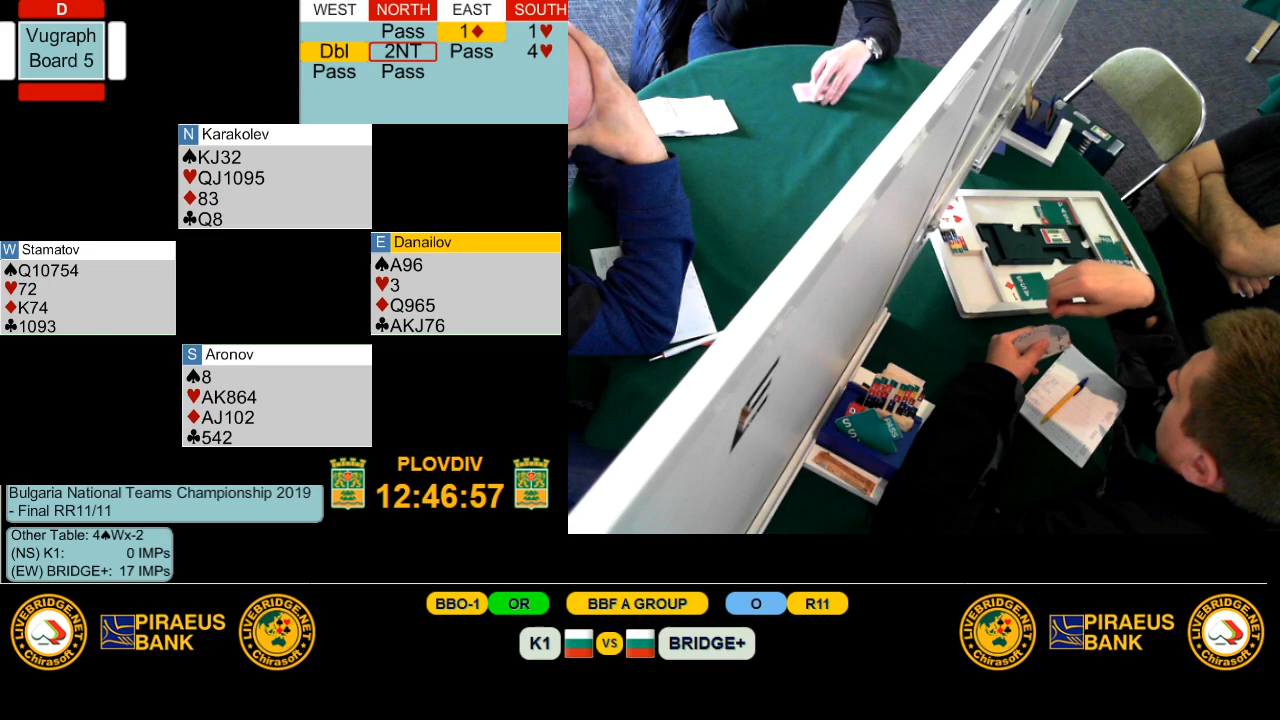 D
Vugraph
Board 5
WEST NORTH EAST SOUTH
Pass 1♦ 1♥
Dbl 2NT Pass 4♥
Pass Pass
N Karakolev
♠KJ32
♥QJ1095
♦83
♣Q8
W Stamatov
♠Q10754
♥72
♦K74
♣1093
E Danailov
♠A96
♥3
♦Q965
♣AKJ76
S Aronov
♠8
♥AK864
♦AJ102
♣542
PLOVDIV
12:46:57
Bulgaria National Teams Championship 2019
- Final RR11/11
Other Table: 4♠Wx-2
(NS) K1: 0 IMPs
(EW) BRIDGE+: 17 IMPs
PASS
BBO-1 OR BBF A GROUP O R11
K1 VS BRIDGE+
LIVEBRIDGE.NET
Chirasoft
PIRAEUS
BANK
LIVEBRIDGE.NET
Chirasoft
LIVEBRIDGE.NET
Chirasoft
PIRAEUS
BANK
LIVEBRIDGE.NET
Chirasoft